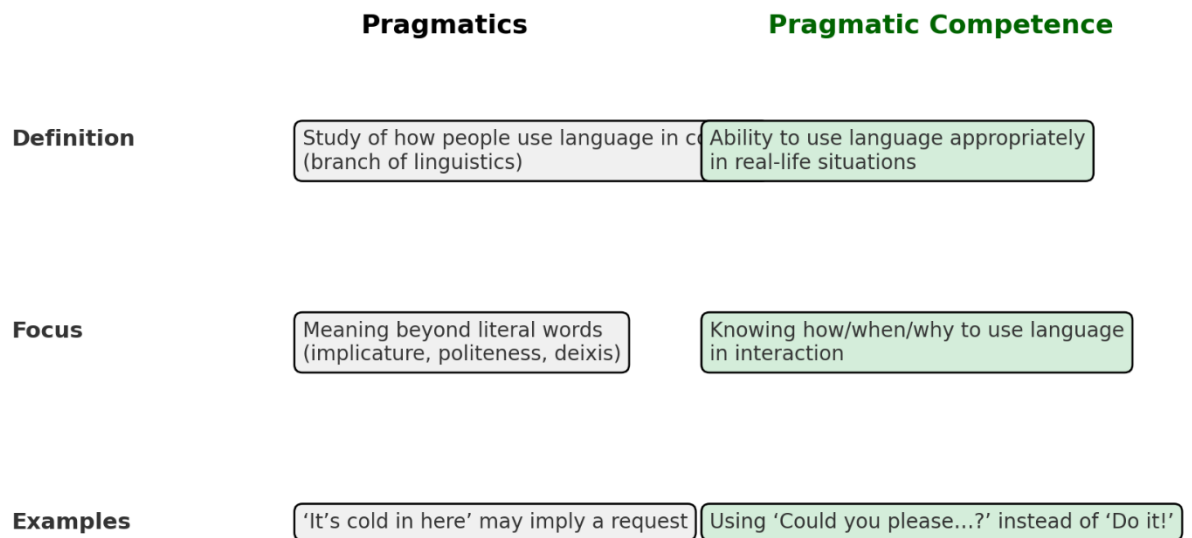 Pragmatics
Pragmatic Competence
Definition
Study of how people use language in
(branch of linguistics)
Ability to use language appropriately
in real-life situations
Focus
Meaning beyond literal words
(implicature, politeness, deixis)
Knowing how/when/why to use language
in interaction
Examples
‘It’s cold in here’ may imply a request
Using ‘Could you please...?’ instead of ‘Do it!’